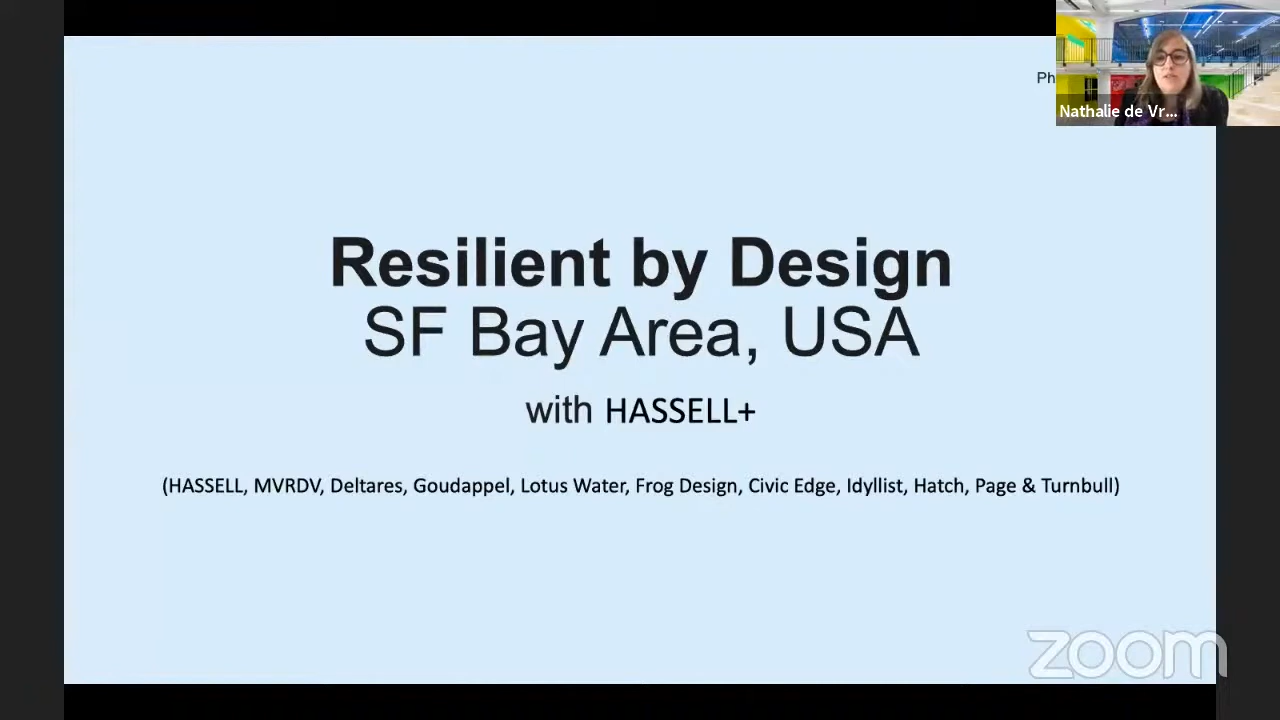 Ph
Nathalie de Vr...
Resilient by Design
SF Bay Area, USA
with HASSELL+
(HASSELL, MVRDV, Deltares, Goudappel, Lotus Water, Frog Design, Civic Edge, Idyllist, Hatch, Page & Turnbull)
zoom